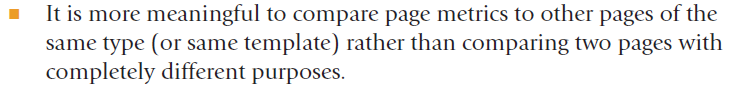 It is more meaningful to compare page metrics to other pages of the
same type (or same template) rather than comparing two pages with
completely different purposes.